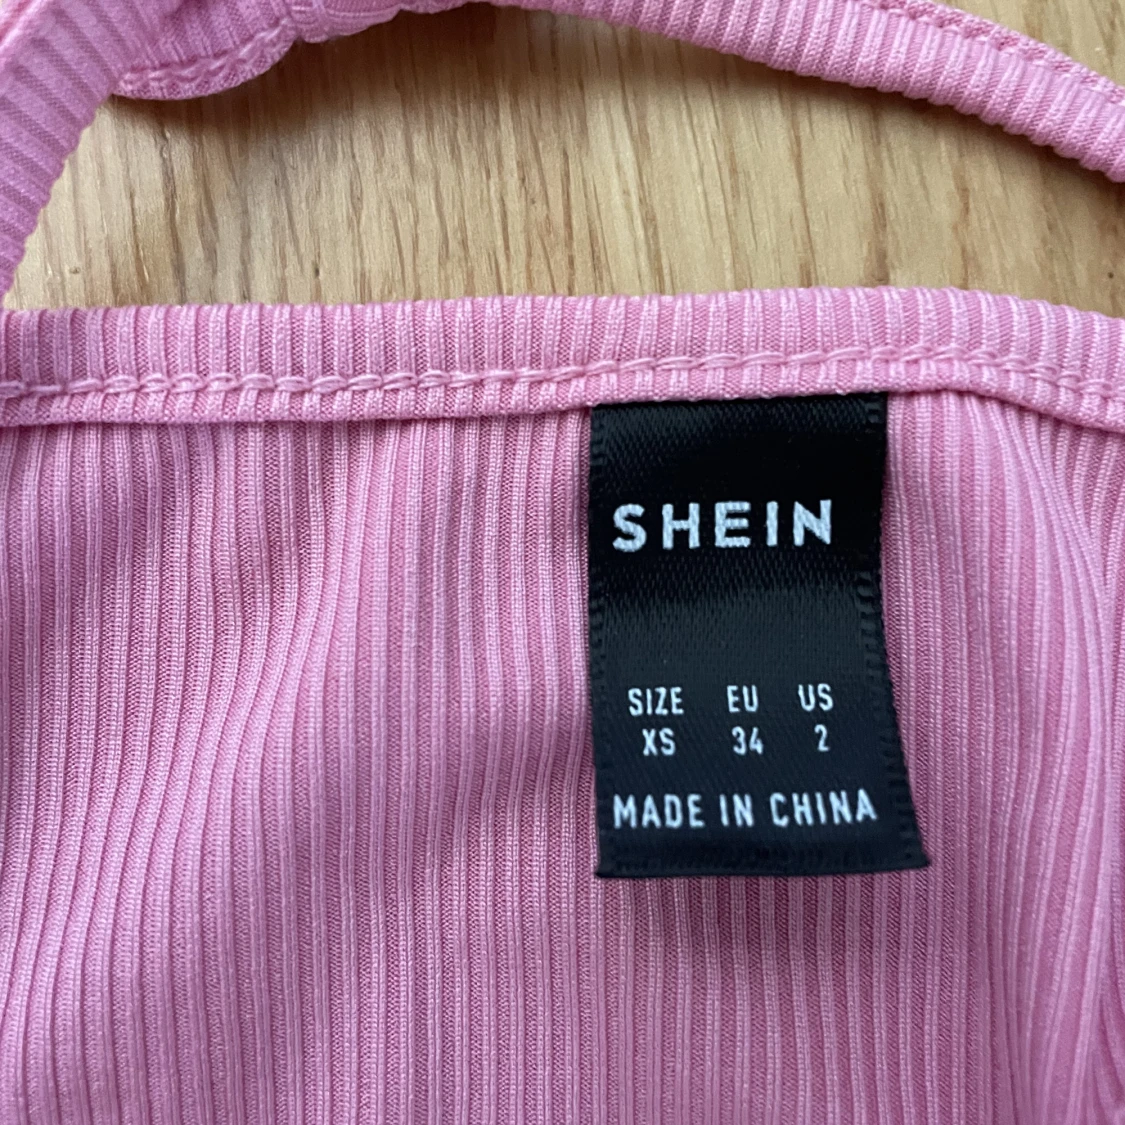 SHEIN
SIZE EU US
XS 34 2
MADE IN CHINA